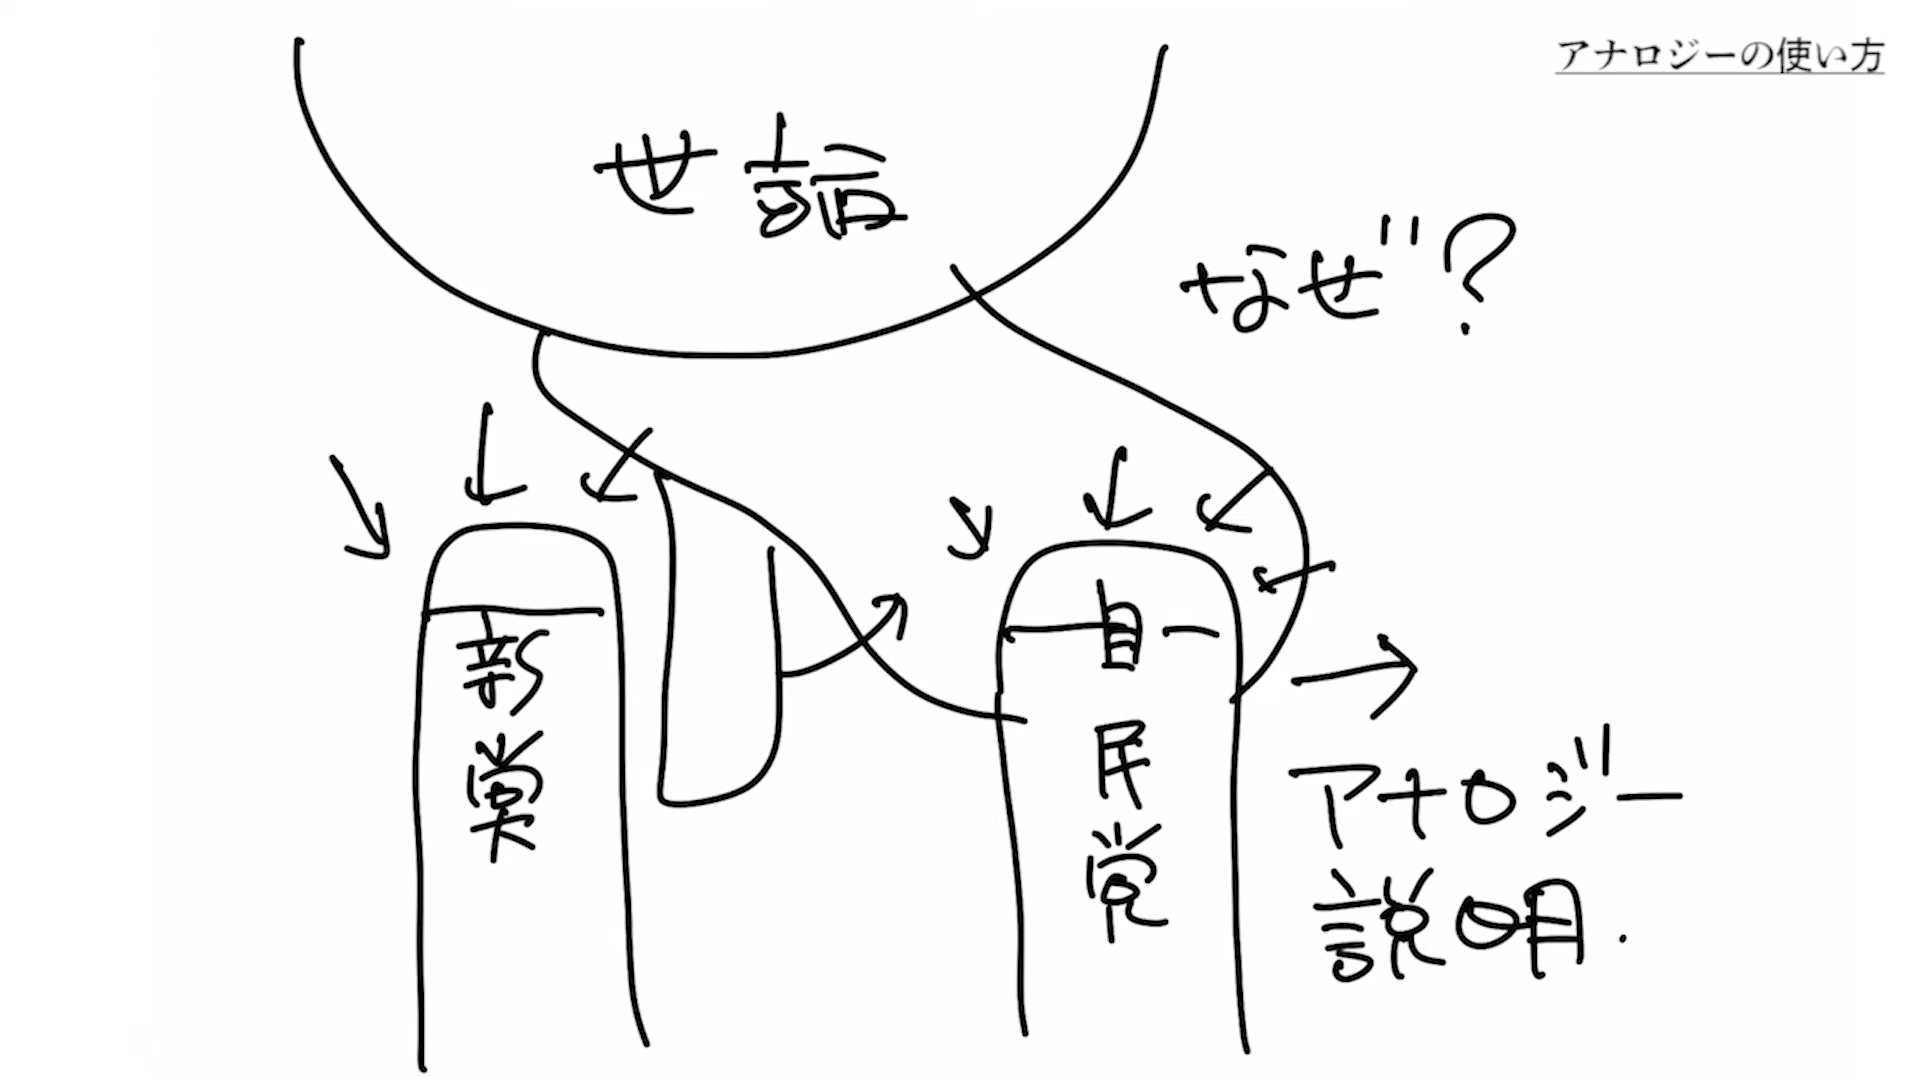 アナロジーの使い方
世論
なぜ?
新党
自民党
アナロジー
説明.